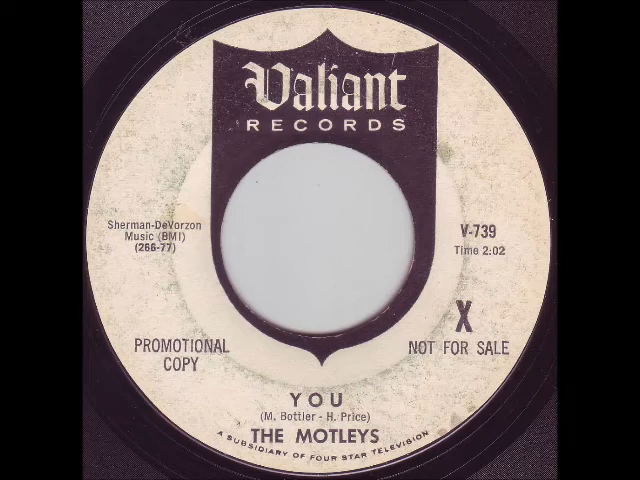 Valiant
RECORDS
Sherman-DeVorzon
Music (BMI)
(266-77)
V-739
Time 2:02
X
PROMOTIONAL
COPY
NOT FOR SALE
YOU
(M. Bottler - H. Price)
THE MOTLEYS
A SUBSIDIARY OF FOUR STAR TELEVISION